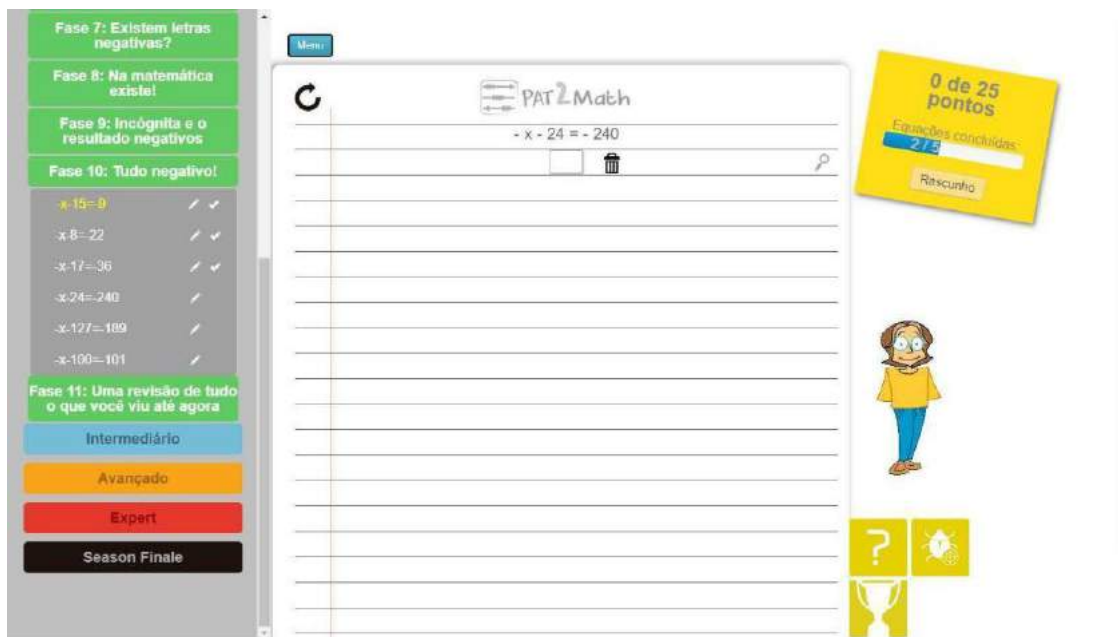 Fase 7: Existem letras
negativas?
Fase 8: Na matemática
existe!
Fase 9: Incógnita e o
resultado negativos
Fase 10: Tudo negativo!
-x-15=-9
-x-8=-22
-x-17=-36
-x-24=-240
-x-127=-189
-x-100=-101
Fase 11: Uma revisão de tudo
o que você viu até agora
Intermediário
Avançado
Expert
Season Finale
Menu
PAT2Math
- x - 24 = - 240
0 de 25
pontos
Equações concluídas:
2 / 5
Rascunho
?